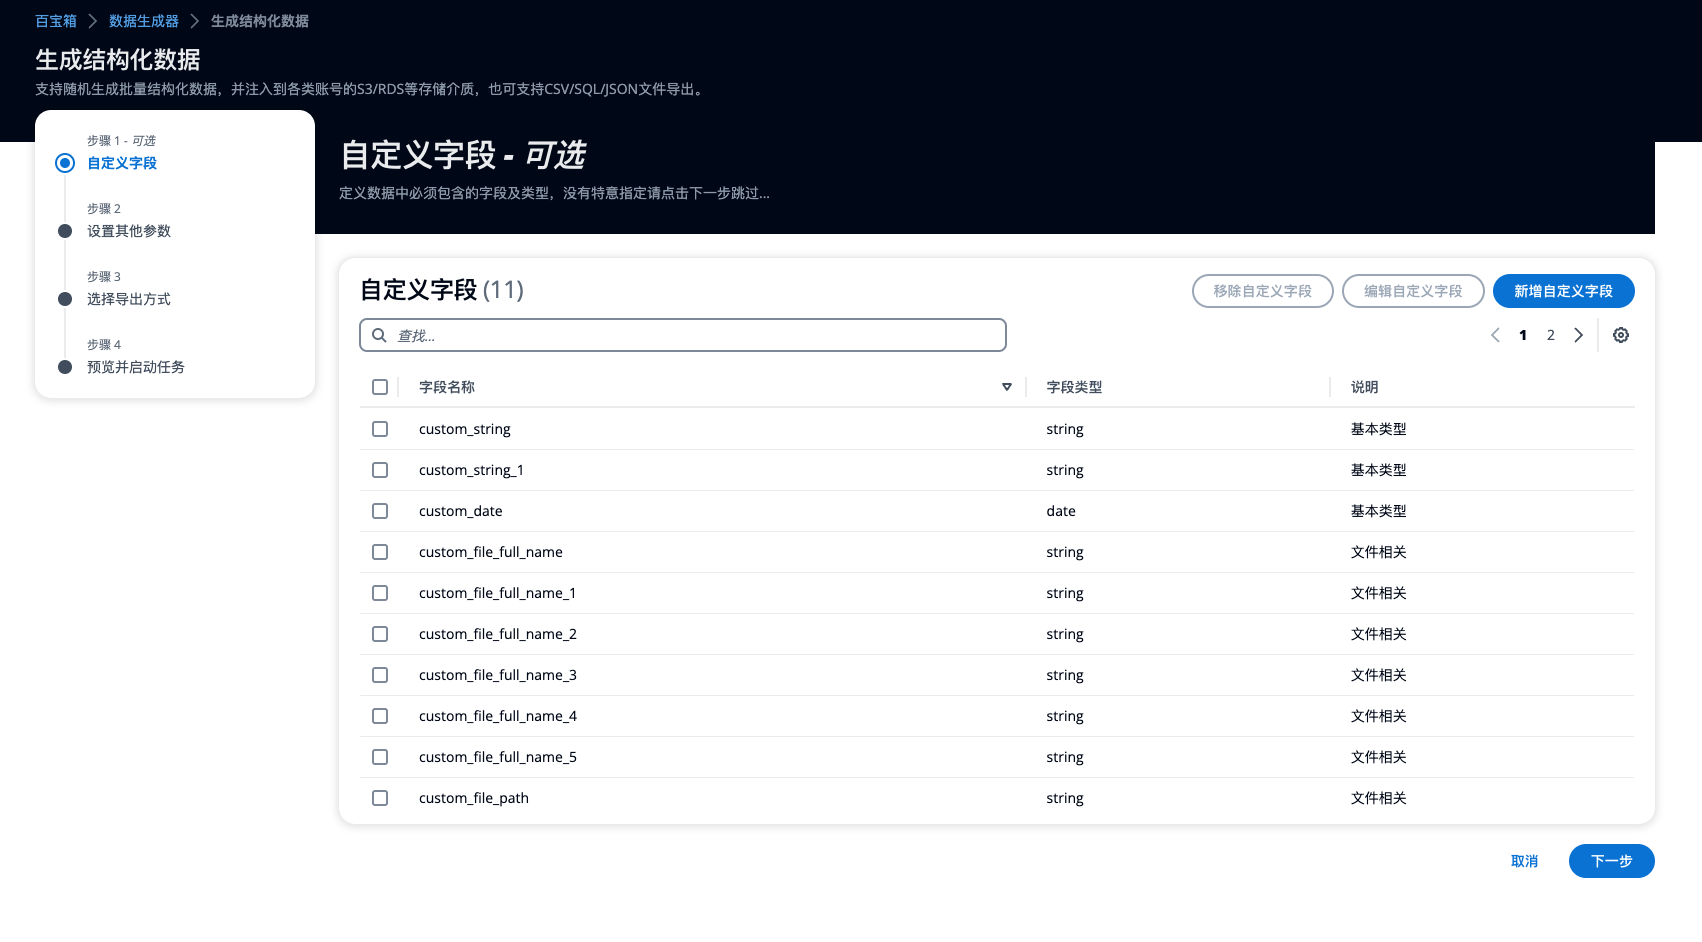 百宝箱 数据生成器 生成结构化数据
生成结构化数据
支持随机生成批量结构化数据，并注入到各类账号的S3/RDS等存储介质，也可支持CSV/SQL/JSON文件导出。
步骤 1 - 可选
自定义字段
步骤 2
设置其他参数
步骤 3
选择导出方式
步骤 4
预览并启动任务
自定义字段 - 可选
定义数据中必须包含的字段及类型，没有特意指定请点击下一步跳过...
自定义字段 (11)
移除自定义字段 编辑自定义字段 新增自定义字段
查找...
1 2
字段名称 字段类型 说明
custom_string string 基本类型
custom_string_1 string 基本类型
custom_date date 基本类型
custom_file_full_name string 文件相关
custom_file_full_name_1 string 文件相关
custom_file_full_name_2 string 文件相关
custom_file_full_name_3 string 文件相关
custom_file_full_name_4 string 文件相关
custom_file_full_name_5 string 文件相关
custom_file_path string 文件相关
取消 下一步